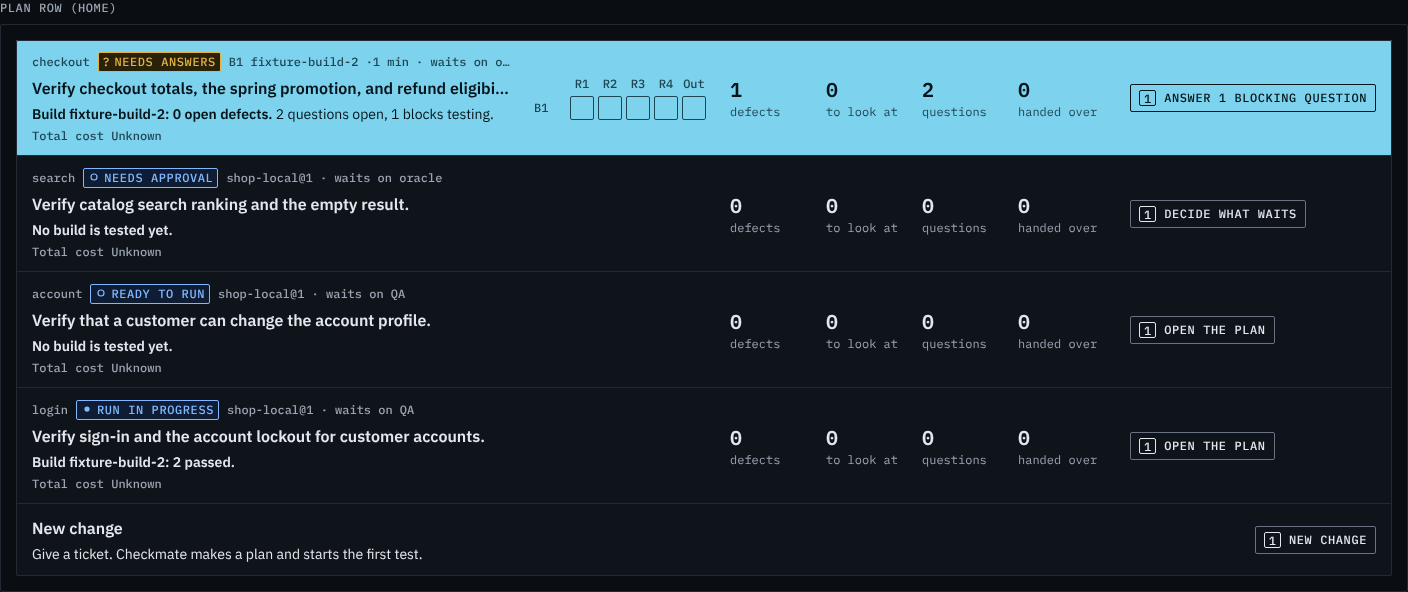 PLAN ROW (HOME)
checkout ? NEEDS ANSWERS B1 fixture-build-2 ·1 min · waits on o…
Verify checkout totals, the spring promotion, and refund eligibi…
Build fixture-build-2: 0 open defects. 2 questions open, 1 blocks testing.
Total cost Unknown
R1 R2 R3 R4 Out
B1
1 defects
0 to look at
2 questions
0 handed over
1 ANSWER 1 BLOCKING QUESTION
search NEEDS APPROVAL shop-local@1 · waits on oracle
Verify catalog search ranking and the empty result.
No build is tested yet.
Total cost Unknown
0 defects
0 to look at
0 questions
0 handed over
1 DECIDE WHAT WAITS
account READY TO RUN shop-local@1 · waits on QA
Verify that a customer can change the account profile.
No build is tested yet.
Total cost Unknown
0 defects
0 to look at
0 questions
0 handed over
1 OPEN THE PLAN
login RUN IN PROGRESS shop-local@1 · waits on QA
Verify sign-in and the account lockout for customer accounts.
Build fixture-build-2: 2 passed.
Total cost Unknown
0 defects
0 to look at
0 questions
0 handed over
1 OPEN THE PLAN
New change
Give a ticket. Checkmate makes a plan and starts the first test.
1 NEW CHANGE